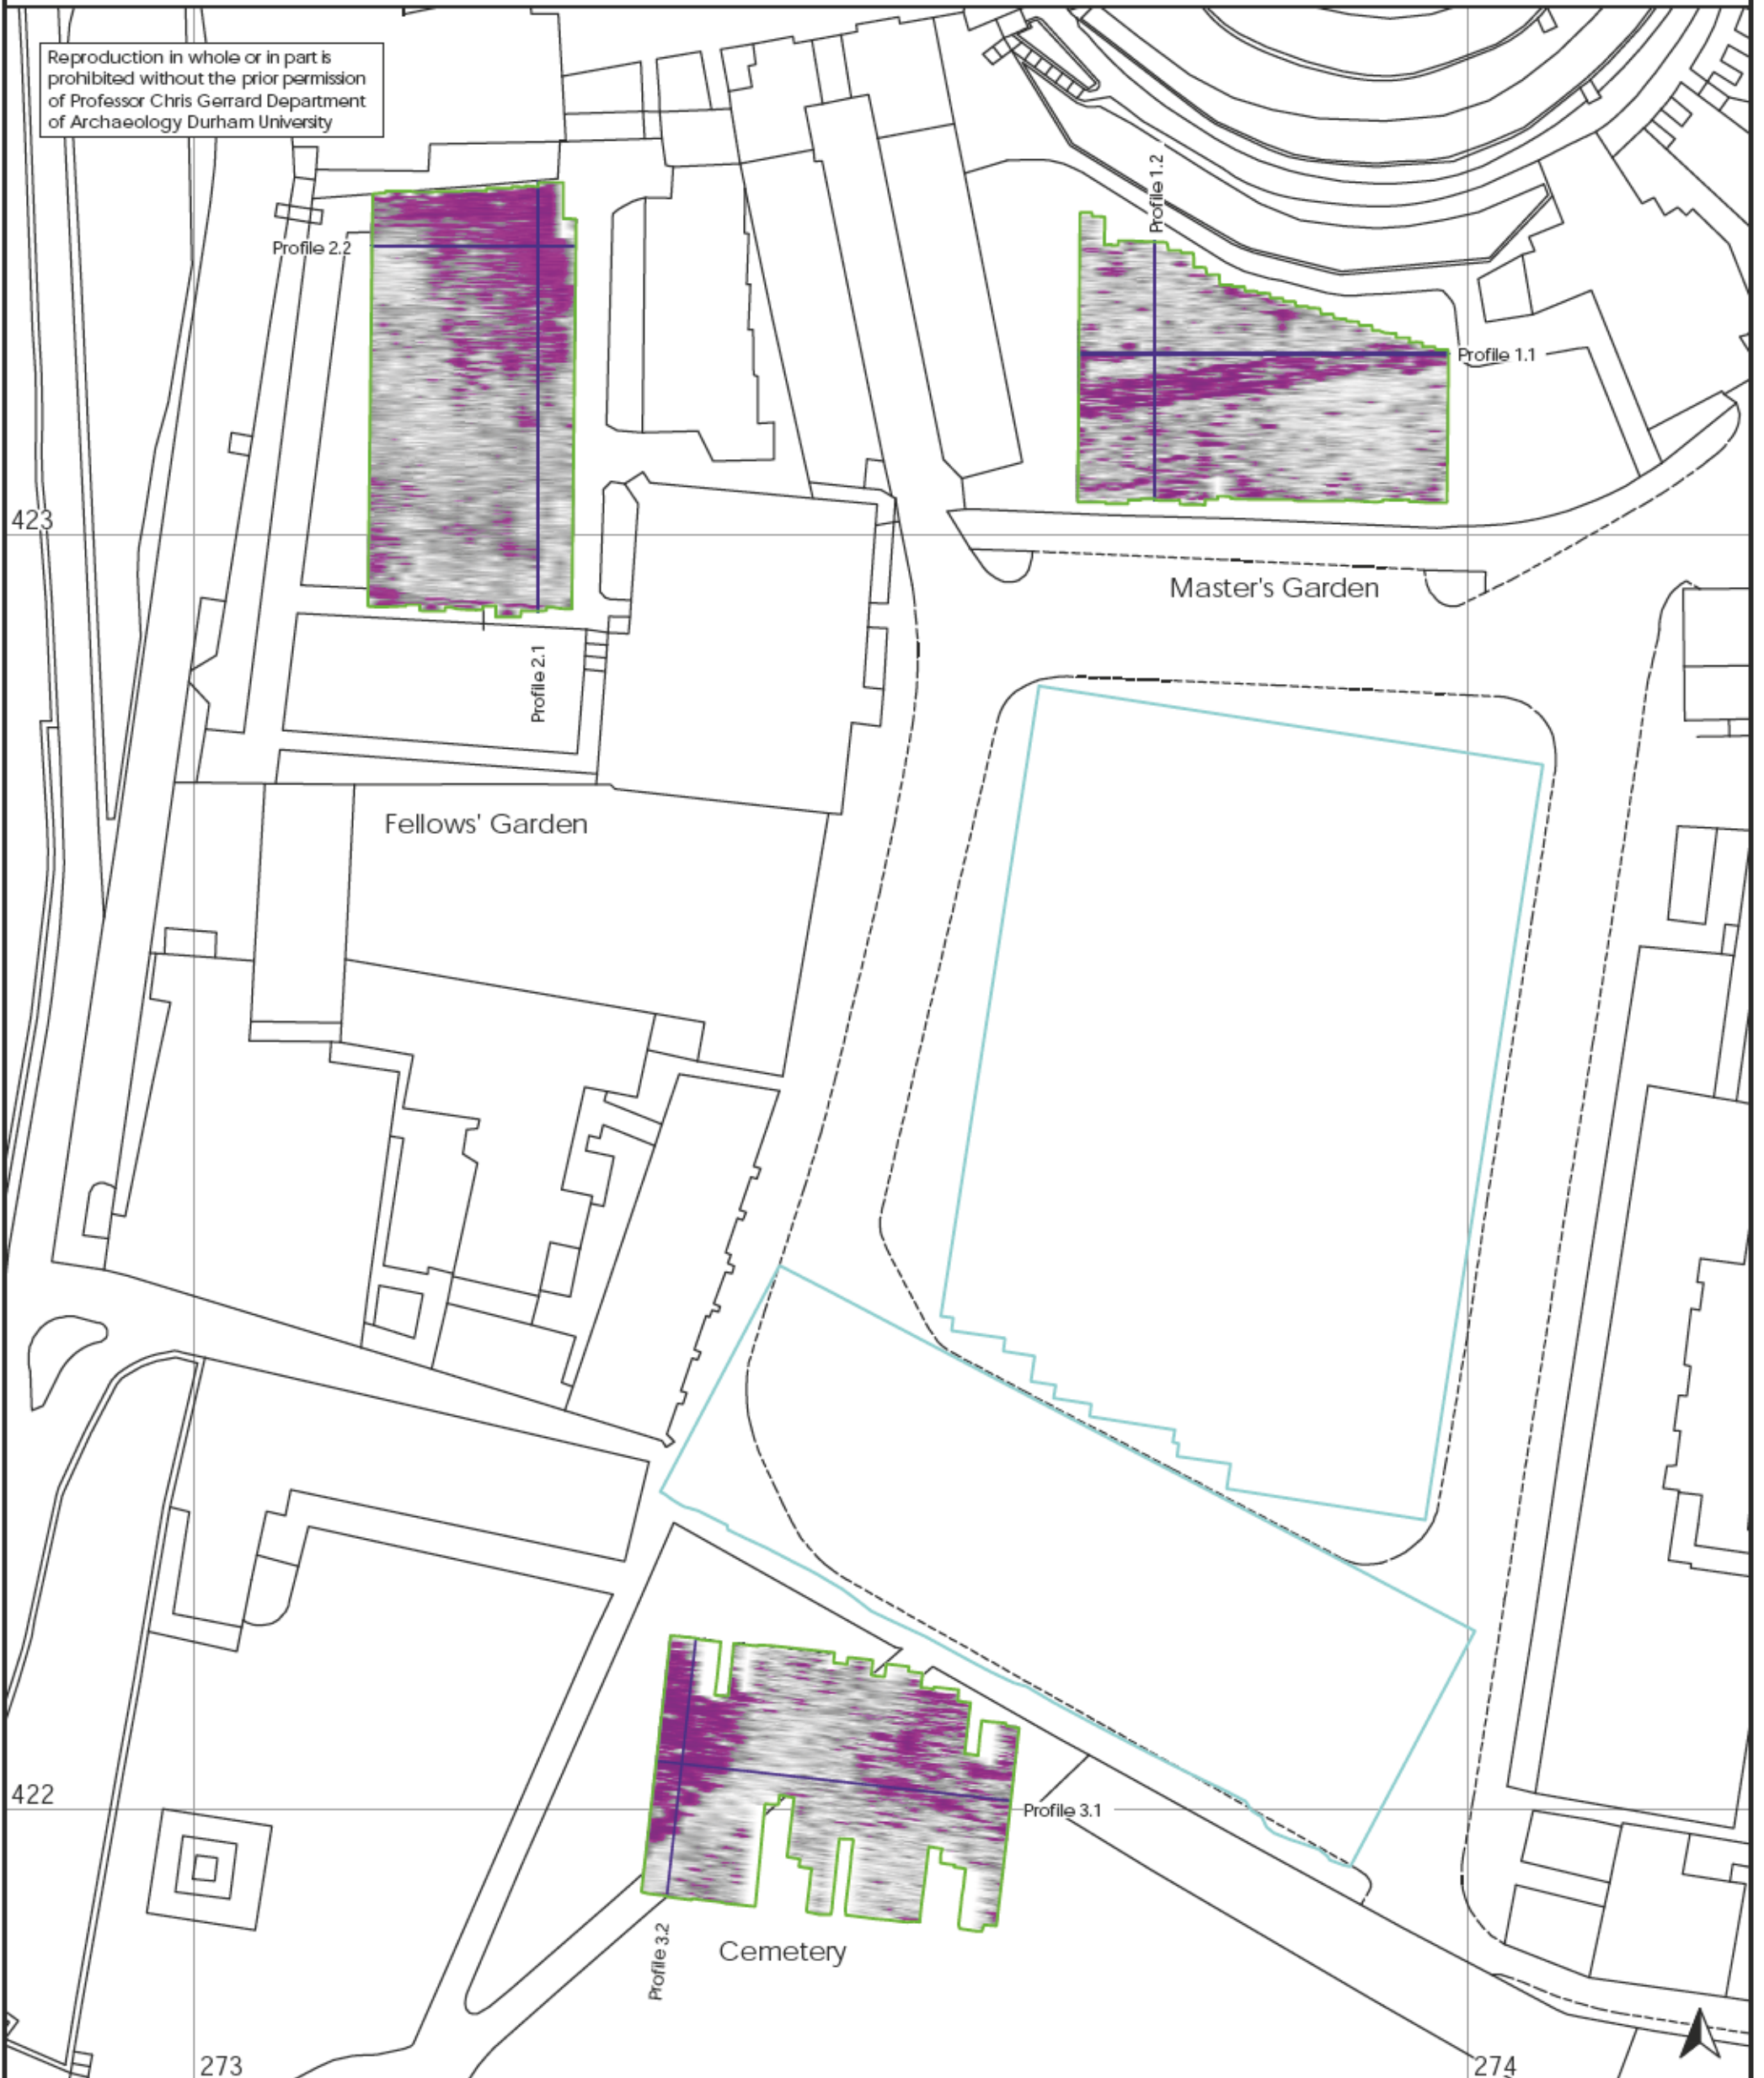 Reproduction in whole or in part is
prohibited without the prior permission
of Professor Chris Gerrard Department
of Archaeology Durham University
Profile 1.2
Profile 2.2
Profile 1.1
423
Master's Garden
Profile 2.1
Fellows' Garden
422
Profile 3.1
Profile 3.2
Cemetery
273
274